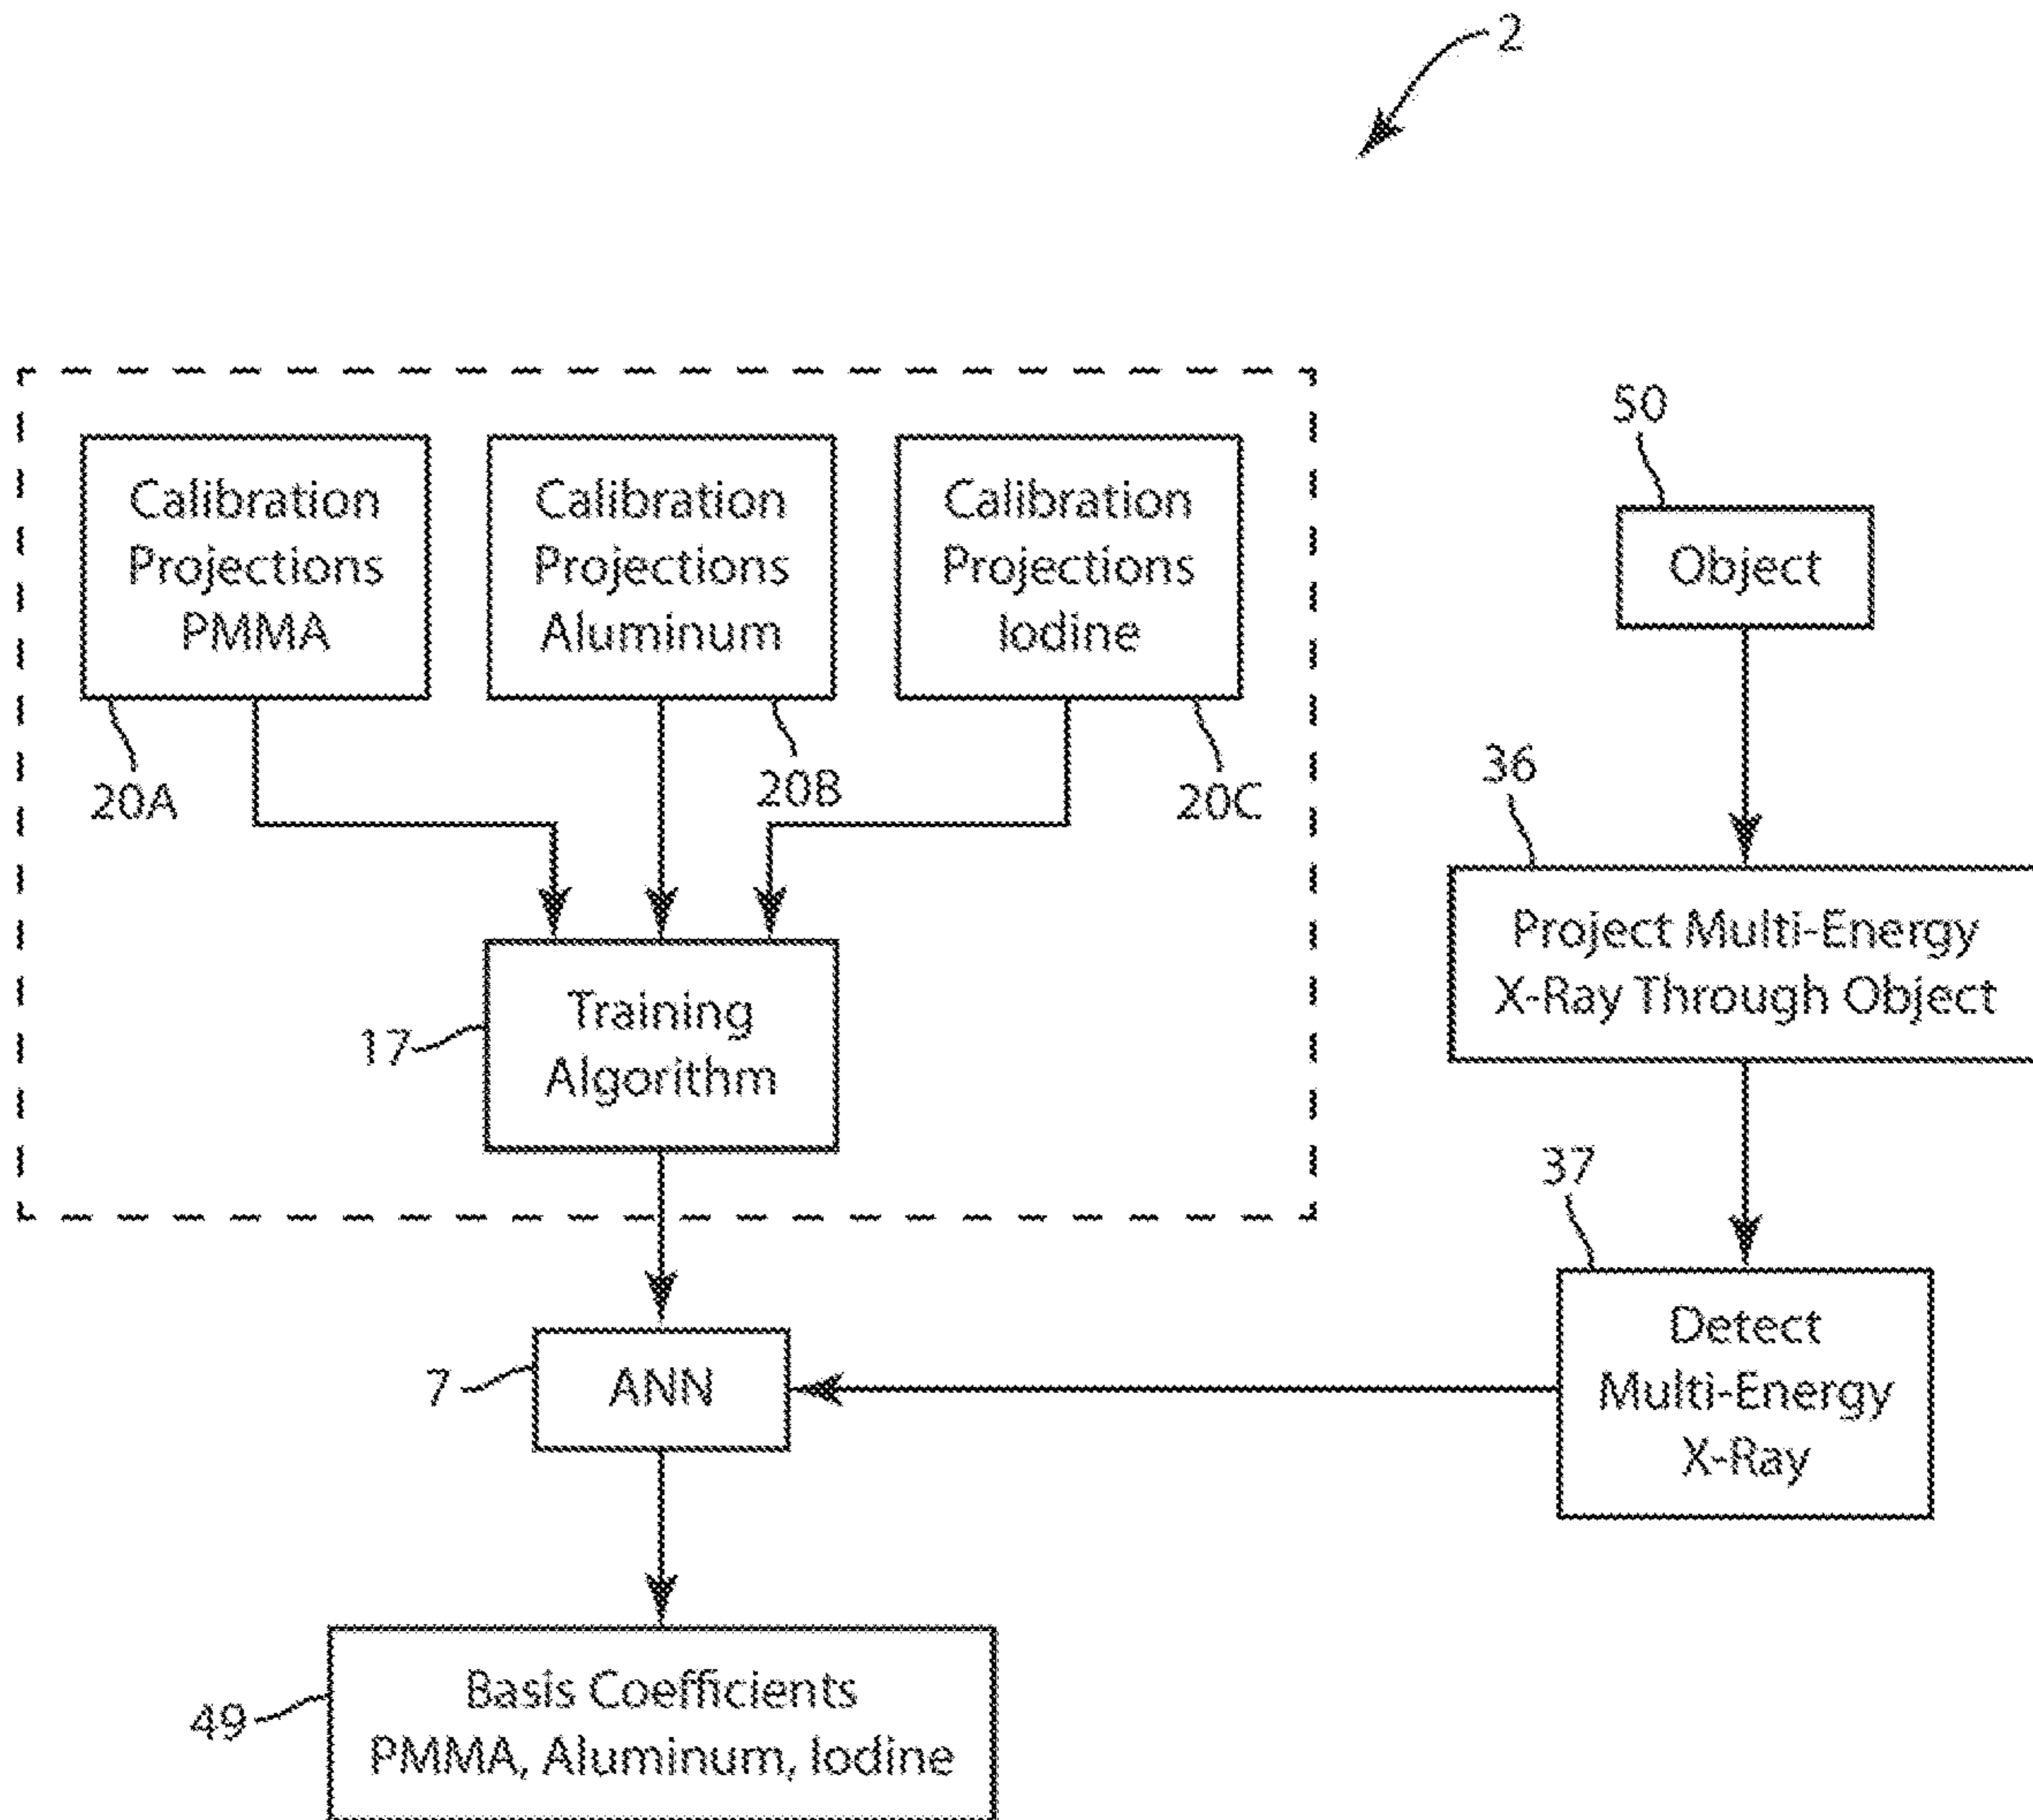 2
Calibration
Projections
PMMA
20A
Calibration
Projections
Aluminum
20B
Calibration
Projections
Iodine
20C
50
Object
36
Project Multi-Energy
X-Ray Through Object
17
Training
Algorithm
37
Detect
Multi-Energy
X-Ray
7
ANN
49
Basis Coefficients
PMMA, Aluminum, Iodine